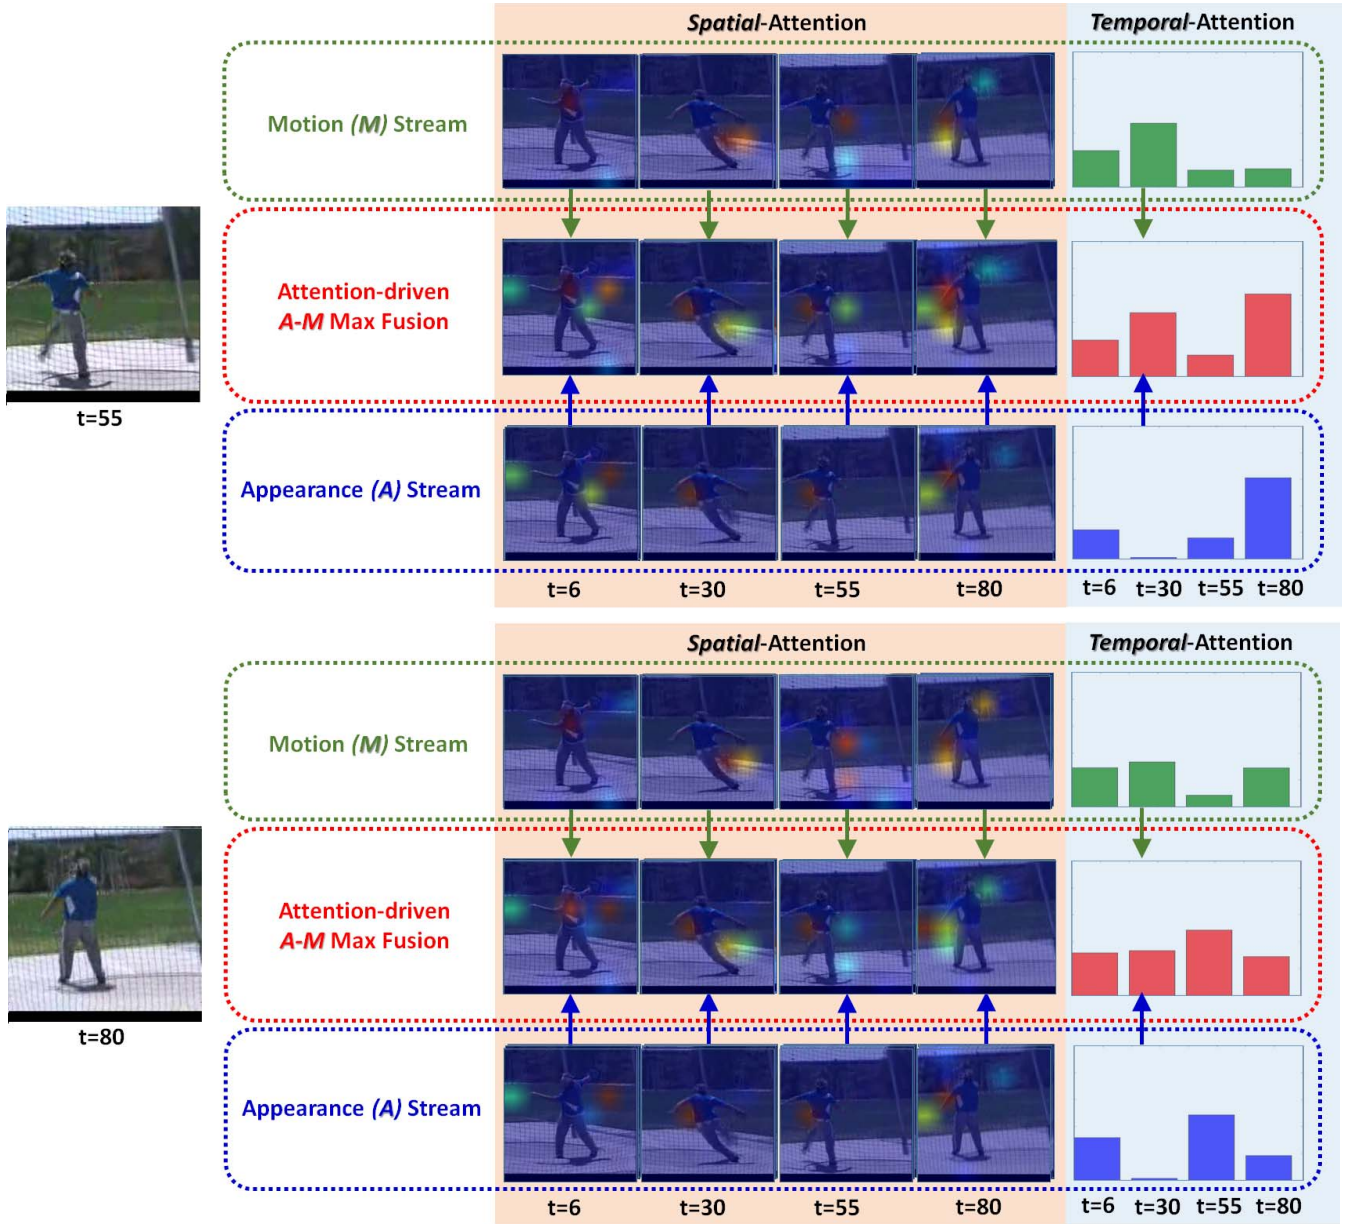 Spatial-Attention
Temporal-Attention
Motion (M) Stream
Attention-driven
A-M Max Fusion
t=55
Appearance (A) Stream
t=6
t=30
t=55
t=80
t=6
t=30
t=55
t=80
Spatial-Attention
Temporal-Attention
Motion (M) Stream
Attention-driven
A-M Max Fusion
t=80
Appearance (A) Stream
t=6
t=30
t=55
t=80
t=6
t=30
t=55
t=80